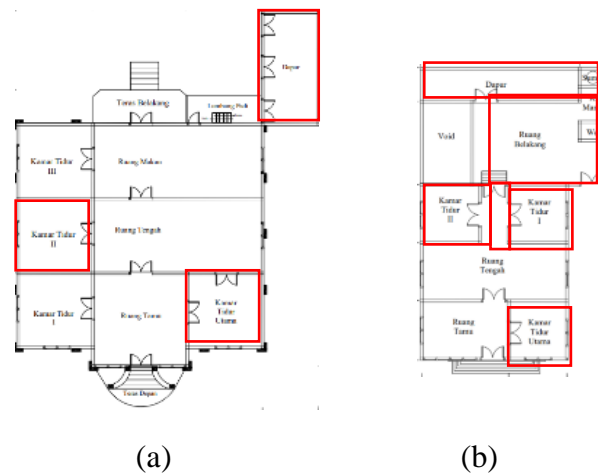 Dapur
Teras Belakang
Lumbung Padi
Kamar Tidur
III
Ruang Makan
Kamar Tidur
II
Ruang Tengah
Kamar Tidur
I
Ruang Tamu
Kamar
Tidur
Utama
Teras Depan
(a)
Dapur
Void
Ruang
Belakang
Kamar
Tidur
II
Kamar
Tidur
I
Ruang
Tengah
Ruang
Tamu
Kamar
Tidur
Utama
(b)